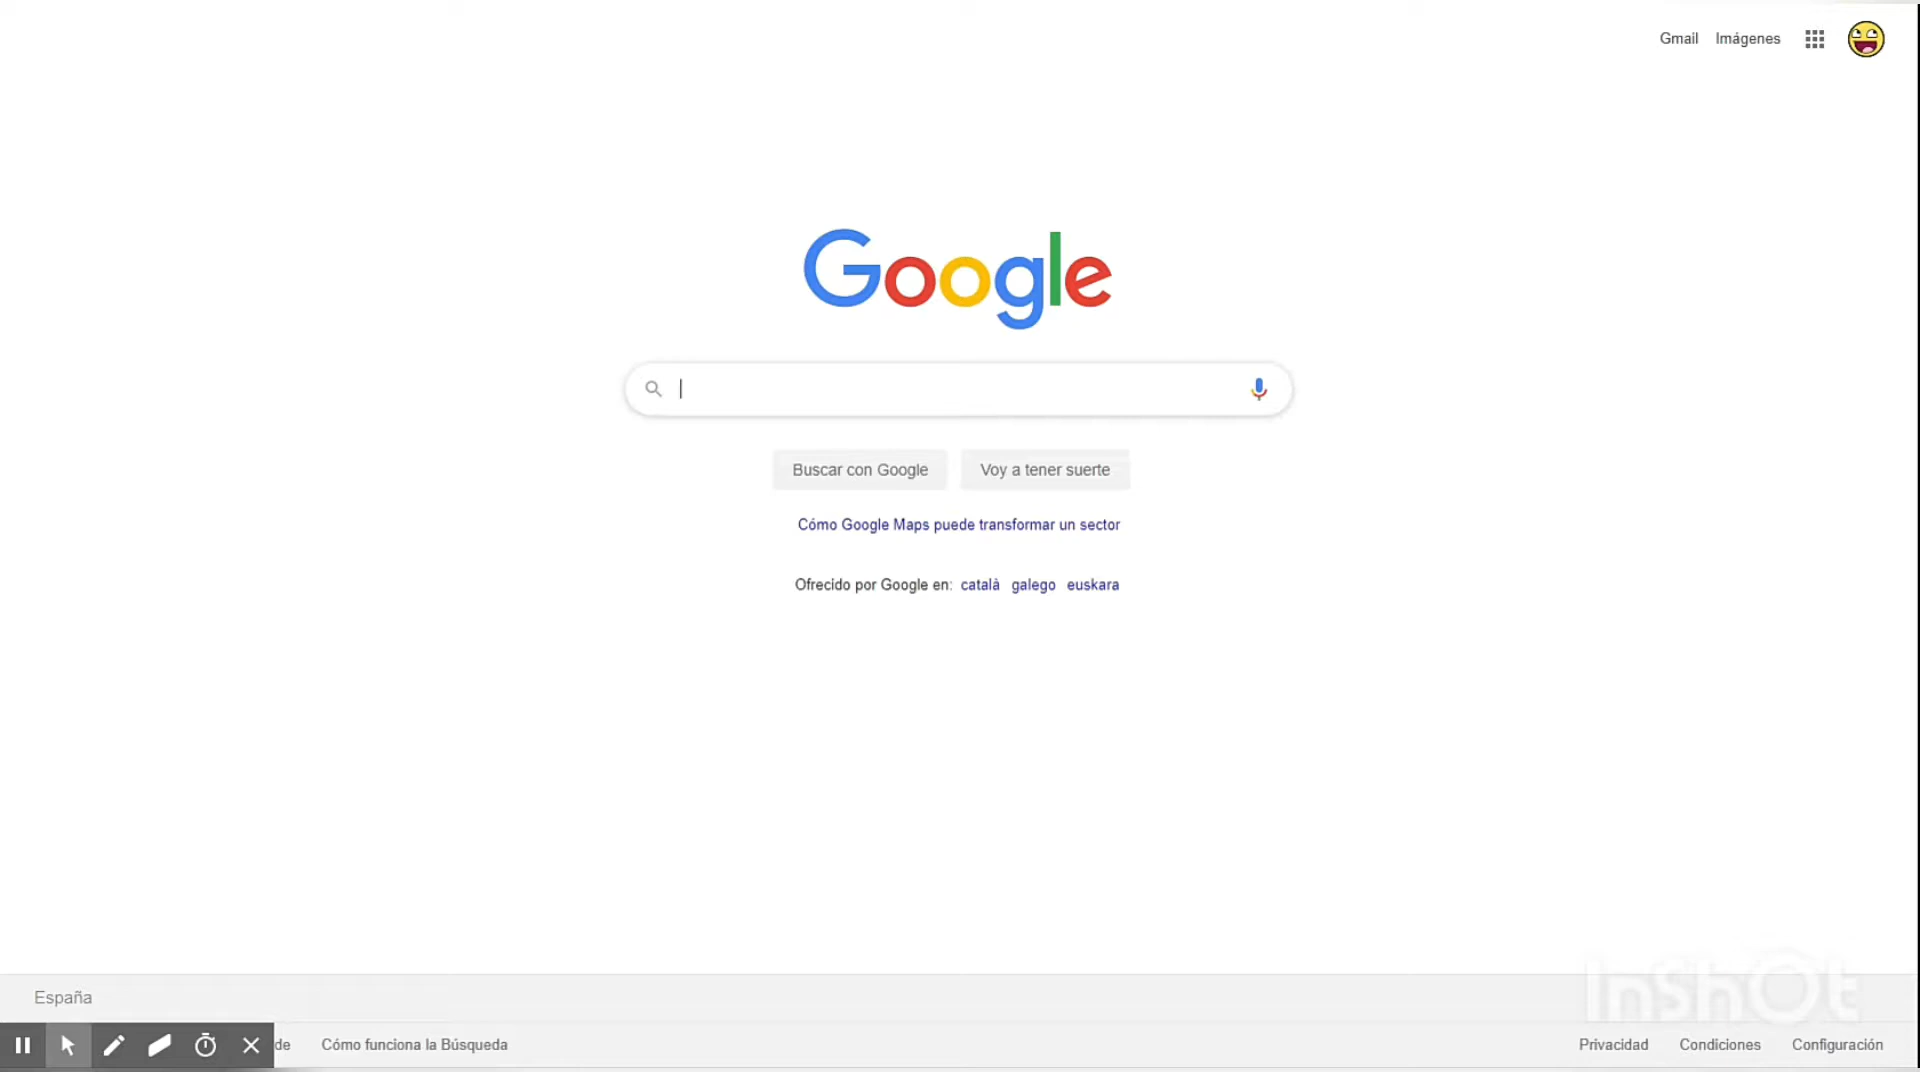 Gmail Imágenes
Google
Buscar con Google Voy a tener suerte
Cómo Google Maps puede transformar un sector
Ofrecido por Google en: català galego euskara
España
de Cómo funciona la Búsqueda Privacidad Condiciones Configuración
InShOt